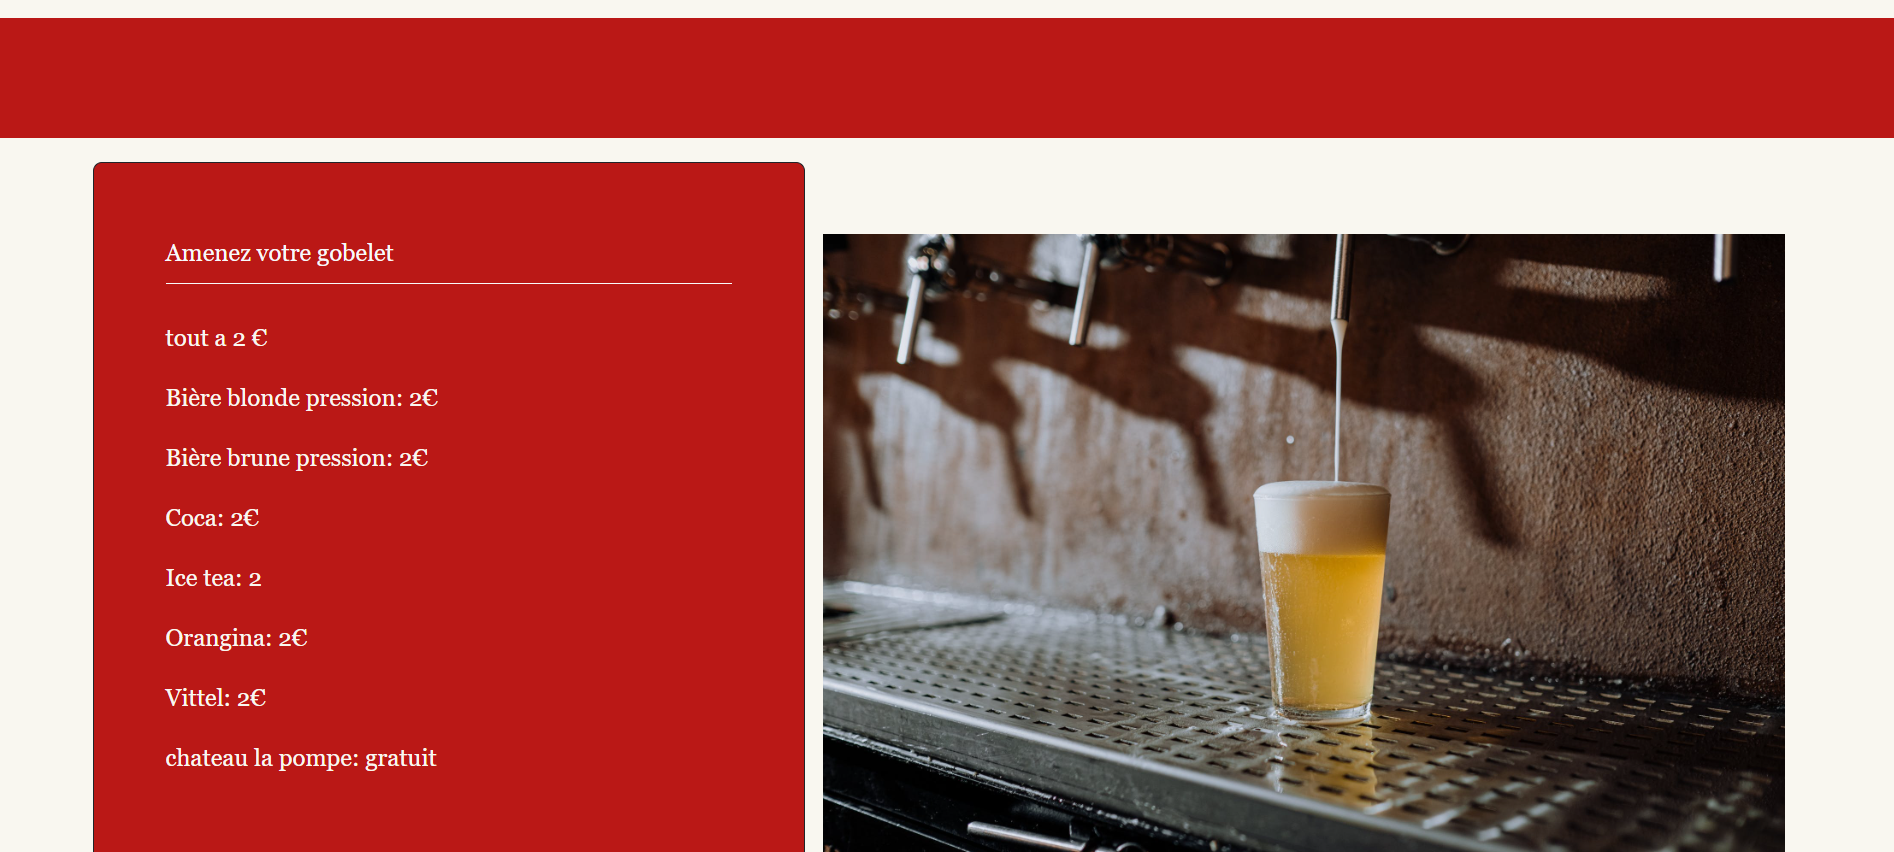 Amenez votre gobelet
tout a 2 €
Bière blonde pression: 2€
Bière brune pression: 2€
Coca: 2€
Ice tea: 2
Orangina: 2€
Vittel: 2€
chateau la pompe: gratuit